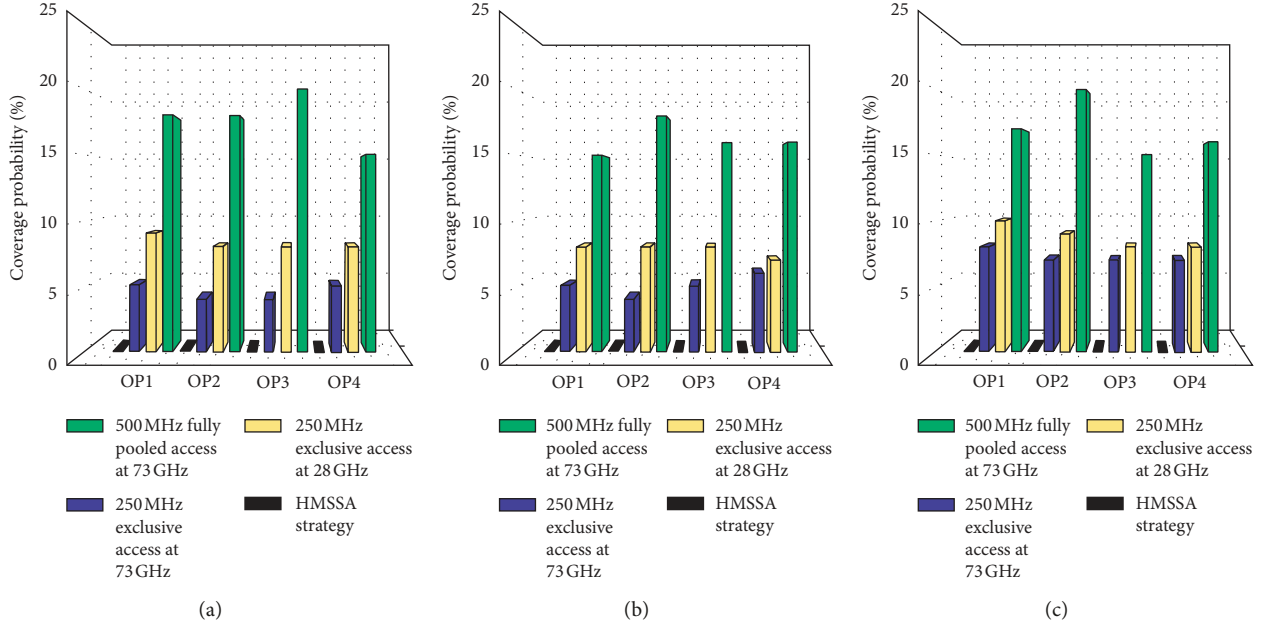 25
20
15
10
5
0
Coverage probability (%)
OP1
OP2
OP3
OP4
500 MHz fully
pooled access
at 73 GHz
250 MHz
exclusive access
at 28 GHz
250 MHz
exclusive
access at
73 GHz
HMSSA
strategy
(a)
25
20
15
10
5
0
Coverage probability (%)
OP1
OP2
OP3
OP4
500 MHz fully
pooled access
at 73 GHz
250 MHz
exclusive access
at 28 GHz
250 MHz
exclusive
access at
73 GHz
HMSSA
strategy
(b)
25
20
15
10
5
0
Coverage probability (%)
OP1
OP2
OP3
OP4
500 MHz fully
pooled access
at 73 GHz
250 MHz
exclusive access
at 28 GHz
250 MHz
exclusive
access at
73 GHz
HMSSA
strategy
(c)